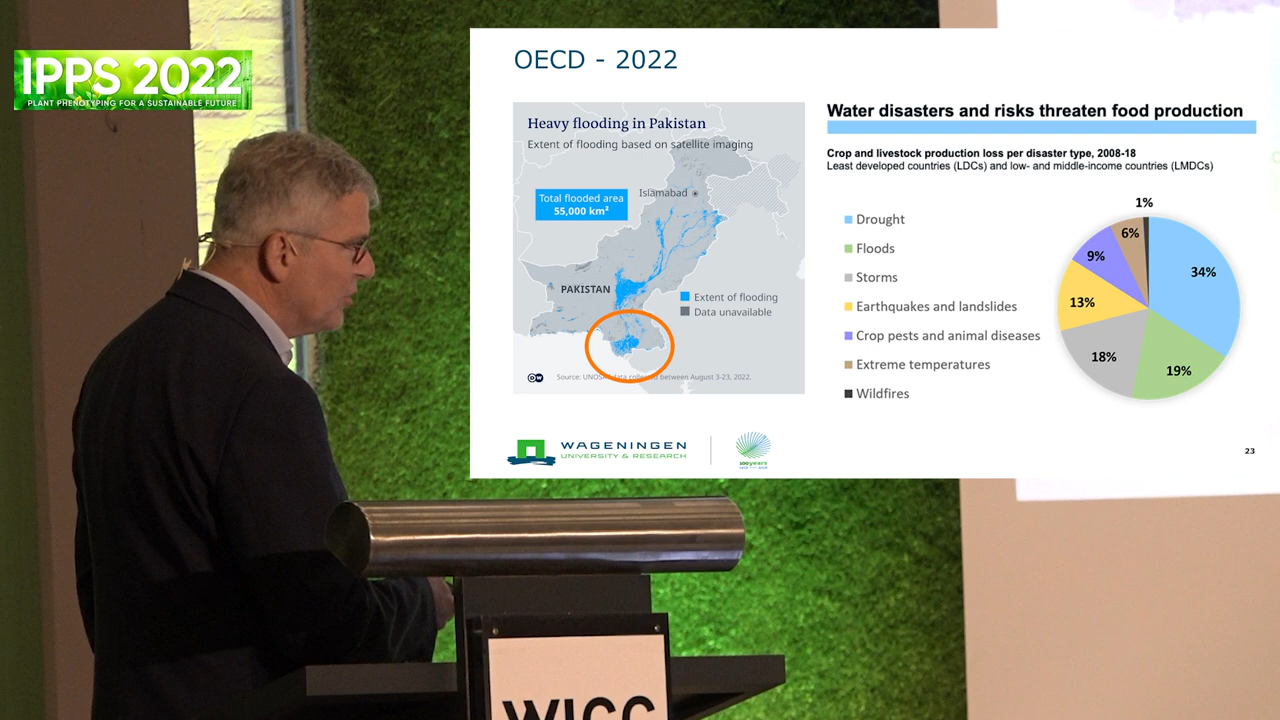 IPPS 2022
PLANT PHENOTYPING FOR A SUSTAINABLE FUTURE
OECD - 2022
Heavy flooding in Pakistan
Extent of flooding based on satellite imaging
Islamabad
Total flooded area
55,000 km²
PAKISTAN
Extent of flooding
Data unavailable
DW
Source: UNOSAT data collected between August 3-23, 2022.
Water disasters and risks threaten food production
Crop and livestock production loss per disaster type, 2008-18
Least developed countries (LDCs) and low- and middle-income countries (LMDCs)
Drought
Floods
Storms
Earthquakes and landslides
Crop pests and animal diseases
Extreme temperatures
Wildfires
1%
6%
9%
34%
13%
18%
19%
WAGENINGEN
UNIVERSITY & RESEARCH
100years
23
WICC